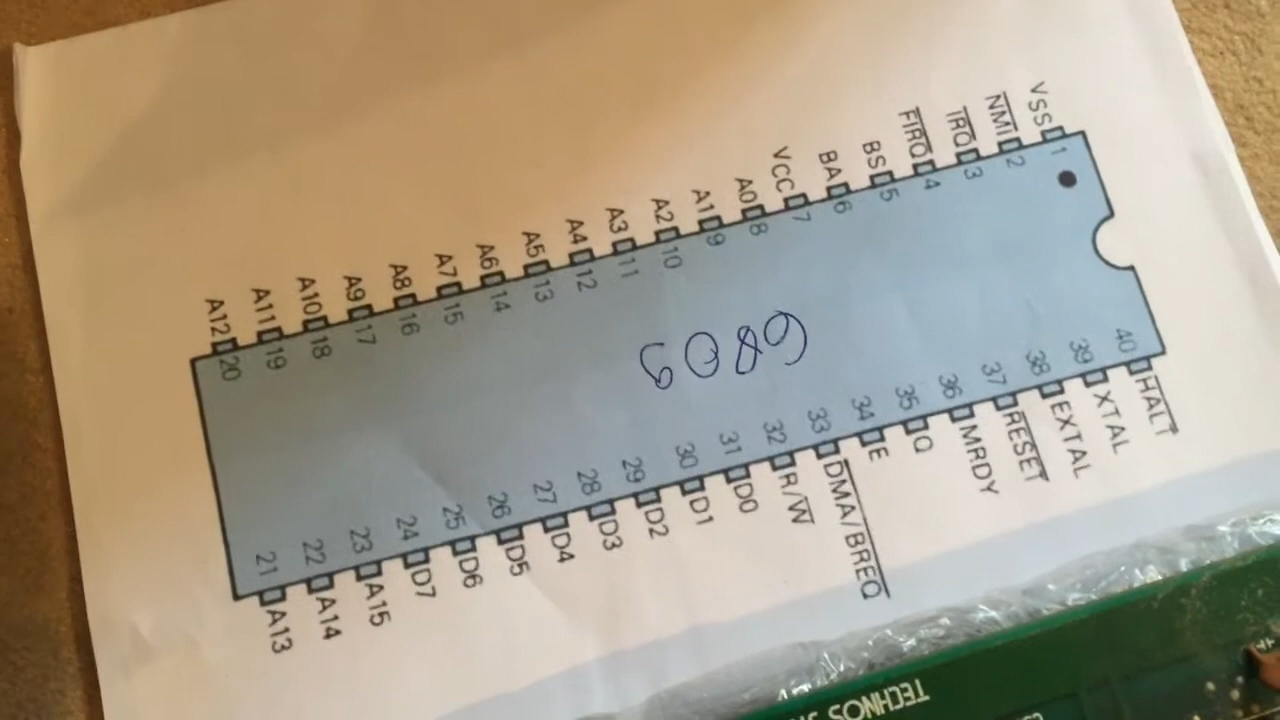 VSS 1
NMI 2
IRQ 3
FIRQ 4
BS 5
BA 6
VCC 7
A0 8
A1 9
A2 10
A3 11
A4 12
A5 13
A6 14
A7 15
A8 16
A9 17
A10 18
A11 19
A12 20
6809
40 HALT
39 XTAL
38 EXTAL
37 RESET
36 MRDY
35 Q
34 E
33 DMA/BREQ
32 R/W
31 D0
30 D1
29 D2
28 D3
27 D4
26 D5
25 D6
24 D7
23 A15
22 A14
21 A13
TECHNOS